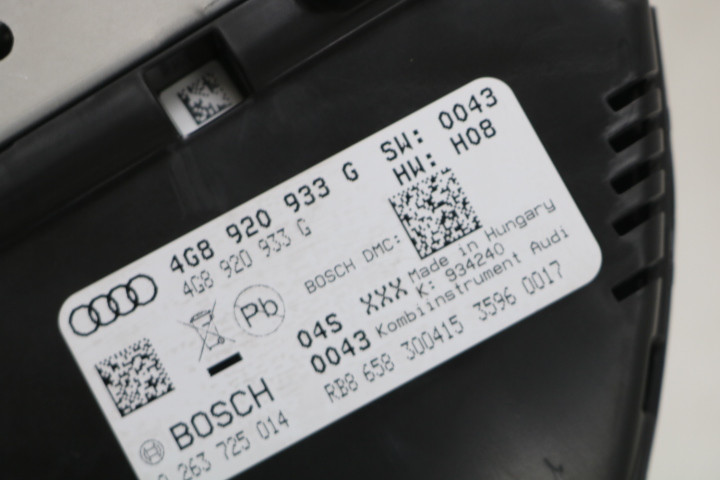 4G8 920 933 G SW: 0043
4G8 920 933 G HW: H08
BOSCH DMC:
Pb
04S XXX Made in Hungary
0043 K: 934240
Kombiinstrument Audi
BOSCH RB8 658 300415 3596 0017
0 263 725 014